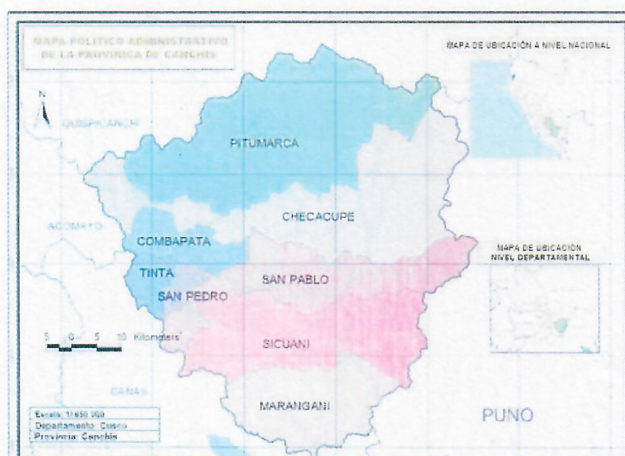 MAPA POLITICO ADMINISTRATIVO
DE LA PROVINCIA DE CANCHIS
MAPA DE UBICACIÓN A NIVEL NACIONAL
N
QUISPICANCHI
PITUMARCA
CHECACUPE
ACOMAYO
COMBAPATA
MAPA DE UBICACIÓN
NIVEL DEPARTAMENTAL
TINTA
SAN PABLO
SAN PEDRO
5 0 5 10 Kilometers
SICUANI
CANAS
MARANGANI
PUNO
Departamento: Cusco
Provincia: Canchis